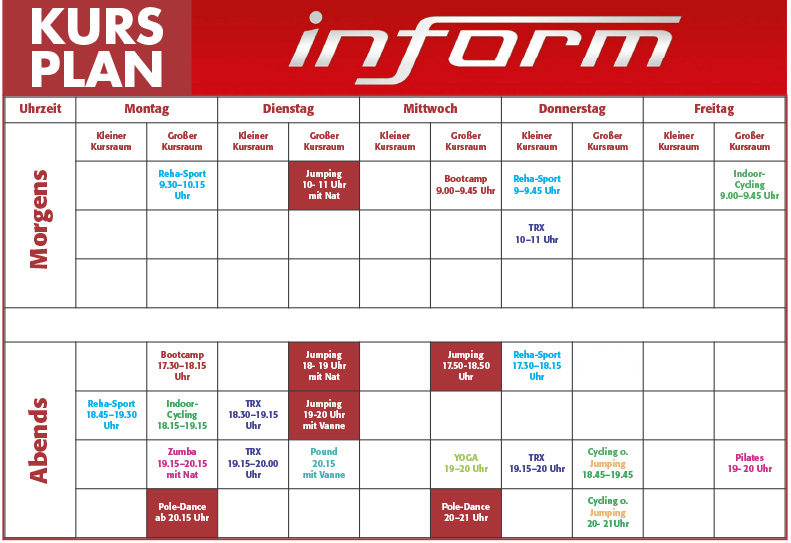 KURS
PLAN
inform
Uhrzeit Montag Dienstag Mittwoch Donnerstag Freitag
Kleiner Großer Kleiner Großer Kleiner Großer Kleiner Großer Kleiner Großer
Kursraum Kursraum Kursraum Kursraum Kursraum Kursraum Kursraum Kursraum Kursraum Kursraum
Morgens
Reha-Sport
9.30–10.15
Uhr
Jumping
10- 11 Uhr
mit Nat
Bootcamp
9.00–9.45 Uhr
Reha-Sport
9–9.45 Uhr
Indoor-
Cycling
9.00–9.45 Uhr
TRX
10–11 Uhr
Abends
Bootcamp
17.30–18.15
Uhr
Jumping
18- 19 Uhr
mit Nat
Jumping
17.50-18.50
Uhr
Reha-Sport
17.30–18.15
Uhr
Reha-Sport
18.45–19.30
Uhr
Indoor-
Cycling
18.15–19.15
TRX
18.30–19.15
Uhr
Jumping
19-20 Uhr
mit Vanne
Zumba
19.15–20.15
mit Nat
TRX
19.15–20.00
Uhr
Pound
20.15
mit Vanne
YOGA
19–20 Uhr
TRX
19.15–20 Uhr
Cycling o.
Jumping
18.45–19.45
Pilates
19- 20 Uhr
Pole-Dance
ab 20.15 Uhr
Pole-Dance
20–21 Uhr
Cycling o.
Jumping
20- 21Uhr